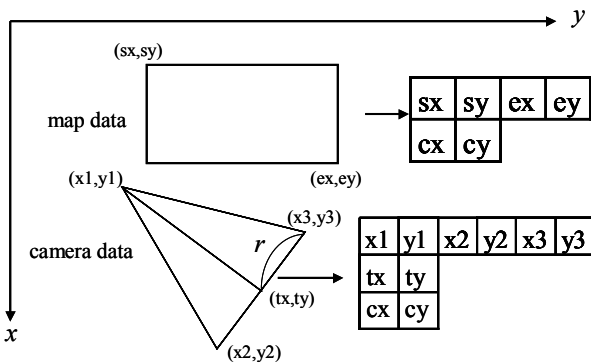 y
(sx,sy)
map data
sx sy ex ey
cx cy
(x1,y1)
(ex,ey)
(x3,y3)
r
camera data
x1 y1 x2 y2 x3 y3
tx ty
cx cy
(tx,ty)
x
(x2,y2)